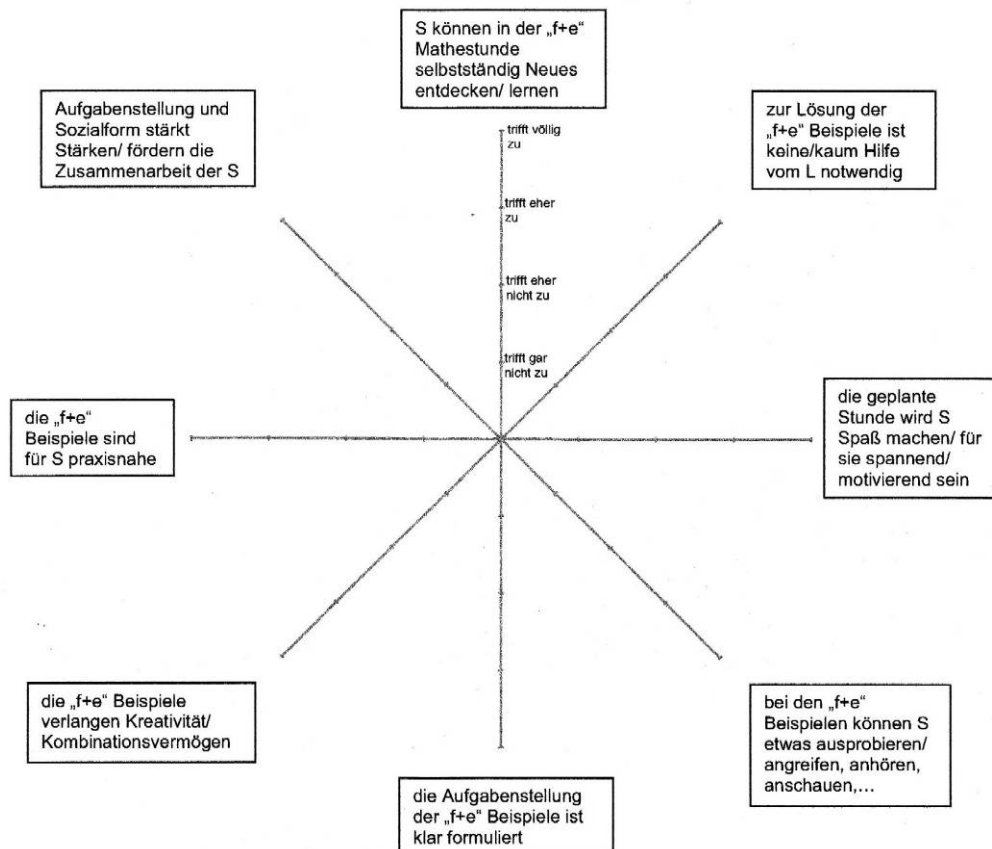 S können in der „f+e“
Mathestunde
selbstständig Neues
entdecken/ lernen
Aufgabenstellung und
Sozialform stärkt
Stärken/ fördern die
Zusammenarbeit der S
zur Lösung der
„f+e“ Beispiele ist
keine/kaum Hilfe
vom L notwendig
trifft völlig
zu
trifft eher
zu
trifft eher
nicht zu
trifft gar
nicht zu
die „f+e“
Beispiele sind
für S praxisnahe
die geplante
Stunde wird S
Spaß machen/ für
sie spannend/
motivierend sein
die „f+e“ Beispiele
verlangen Kreativität/
Kombinationsvermögen
bei den „f+e“
Beispielen können S
etwas ausprobieren/
angreifen, anhören,
anschauen,...
die Aufgabenstellung
der „f+e“ Beispiele ist
klar formuliert